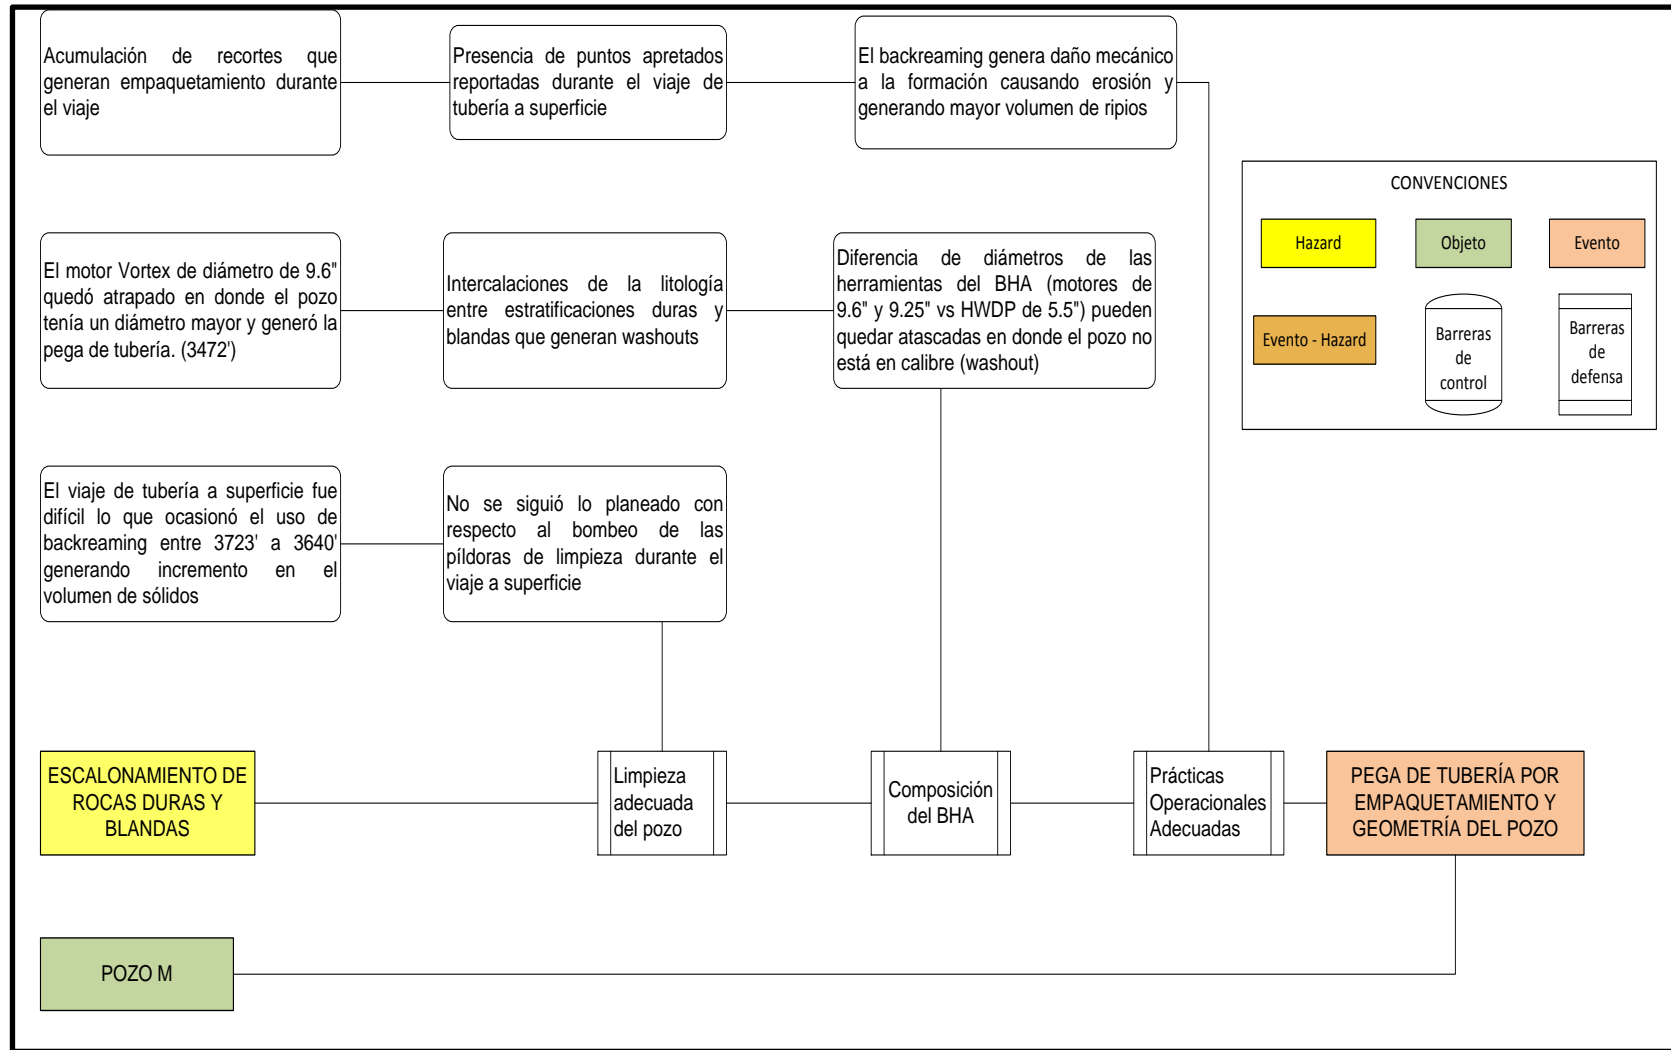 Acumulación de recortes que
generan empaquetamiento durante
el viaje
Presencia de puntos apretados
reportadas durante el viaje de
tubería a superficie
El backreaming genera daño mecánico
a la formación causando erosión y
generando mayor volumen de ripios
CONVENCIONES
Hazard
Objeto
Evento
Evento - Hazard
Barreras
de
control
Barreras
de
defensa
El motor Vortex de diámetro de 9.6"
quedó atrapado en donde el pozo
tenía un diámetro mayor y generó la
pega de tubería. (3472')
Intercalaciones de la litología
entre estratificaciones duras y
blandas que generan washouts
Diferencia de diámetros de las
herramientas del BHA (motores de
9.6" y 9.25" vs HWDP de 5.5") pueden
quedar atascadas en donde el pozo no
está en calibre (washout)
El viaje de tubería a superficie fue
difícil lo que ocasionó el uso de
backreaming entre 3723' a 3640'
generando incremento en el
volumen de sólidos
No se siguió lo planeado con
respecto al bombeo de las
píldoras de limpieza durante el
viaje a superficie
ESCALONAMIENTO DE
ROCAS DURAS Y
BLANDAS
Limpieza
adecuada
del pozo
Composición
del BHA
Prácticas
Operacionales
Adecuadas
PEGA DE TUBERÍA POR
EMPAQUETAMIENTO Y
GEOMETRÍA DEL POZO
POZO M